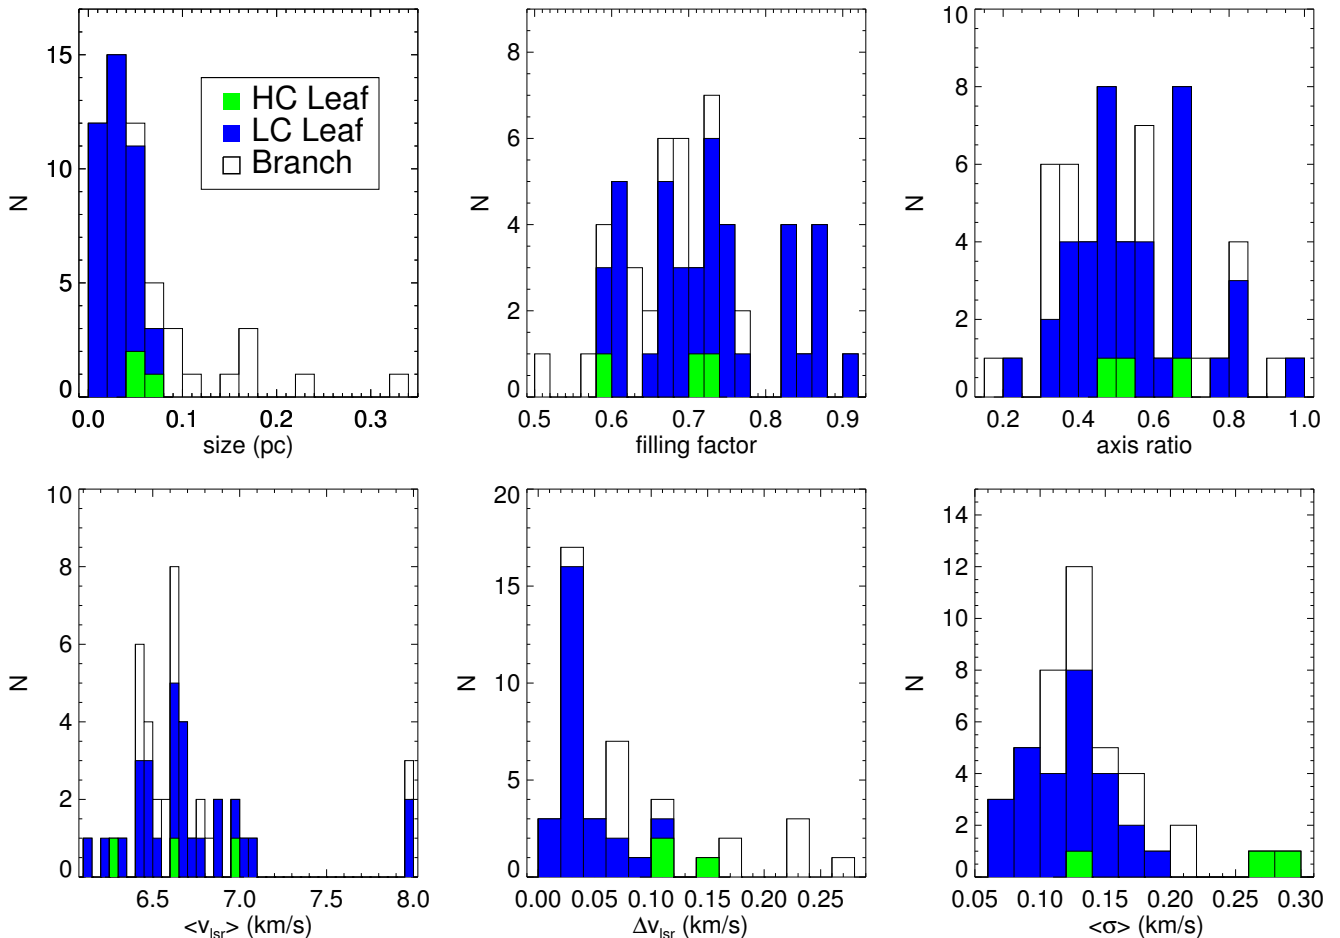 15
10
5
0
N
0.0 0.1 0.2 0.3
size (pc)
HC Leaf
LC Leaf
Branch
8
6
4
2
0
N
0.5 0.6 0.7 0.8 0.9
filling factor
10
8
6
4
2
0
N
0.2 0.4 0.6 0.8 1.0
axis ratio
10
8
6
4
2
0
N
6.5 7.0 7.5 8.0
<v_lsr> (km/s)
20
15
10
5
0
N
0.00 0.05 0.10 0.15 0.20 0.25
Δv_lsr (km/s)
14
12
10
8
6
4
2
0
N
0.05 0.10 0.15 0.20 0.25 0.30
<σ> (km/s)